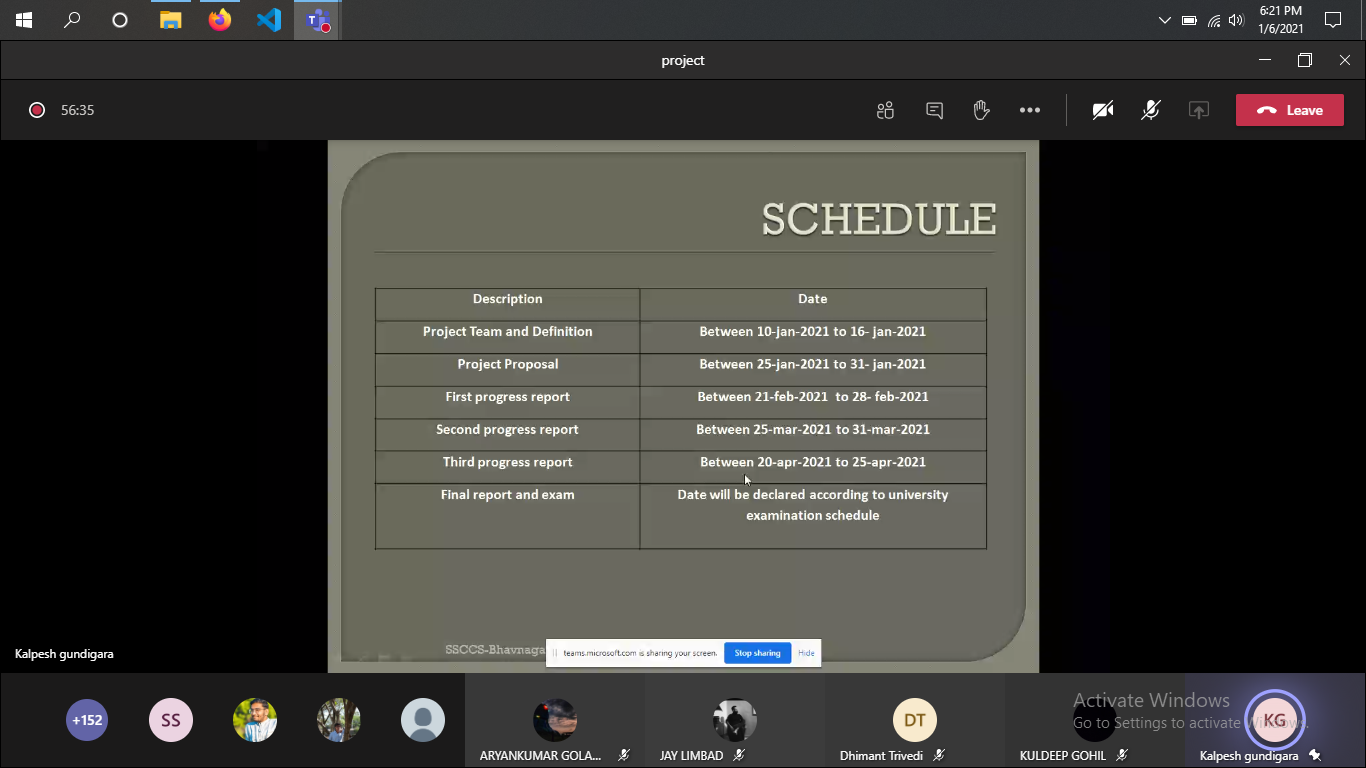 6:21 PM
1/6/2021
project
56:35
Leave
SCHEDULE
Description Date
Project Team and Definition Between 10-jan-2021 to 16- jan-2021
Project Proposal Between 25-jan-2021 to 31- jan-2021
First progress report Between 21-feb-2021 to 28- feb-2021
Second progress report Between 25-mar-2021 to 31-mar-2021
Third progress report Between 20-apr-2021 to 25-apr-2021
Final report and exam Date will be declared according to university
examination schedule
SSCCS-Bhavnaga
teams.microsoft.com is sharing your screen. Stop sharing Hide
Kalpesh gundigara
+152 SS DT KG
Activate Windows
Go to Settings to activate Windows.
ARYANKUMAR GOLA... JAY LIMBAD Dhimant Trivedi KULDEEP GOHIL Kalpesh gundigara